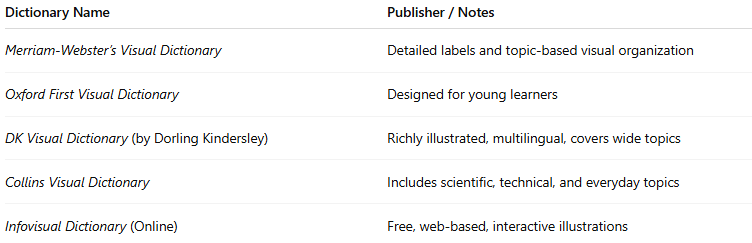 Dictionary Name Publisher / Notes
Merriam-Webster’s Visual Dictionary Detailed labels and topic-based visual organization
Oxford First Visual Dictionary Designed for young learners
DK Visual Dictionary (by Dorling Kindersley) Richly illustrated, multilingual, covers wide topics
Collins Visual Dictionary Includes scientific, technical, and everyday topics
Infovisual Dictionary (Online) Free, web-based, interactive illustrations